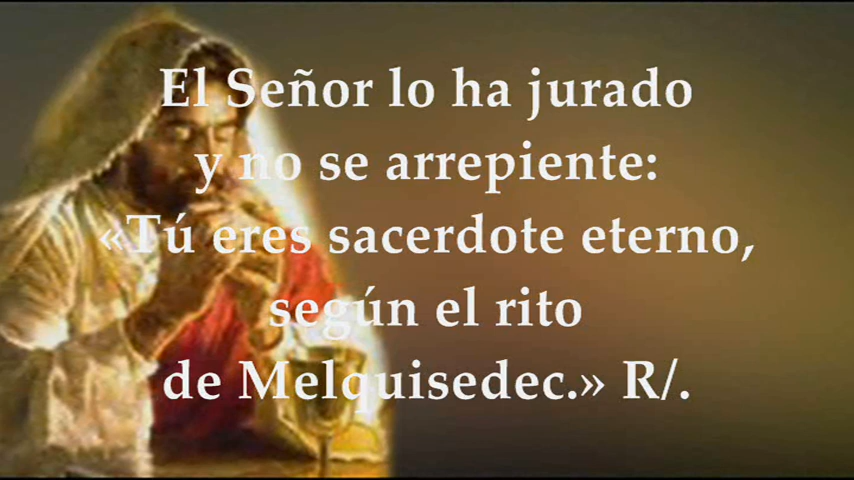 El Señor lo ha jurado
y no se arrepiente:
«Tú eres sacerdote eterno,
según el rito
de Melquisedec.» R/.